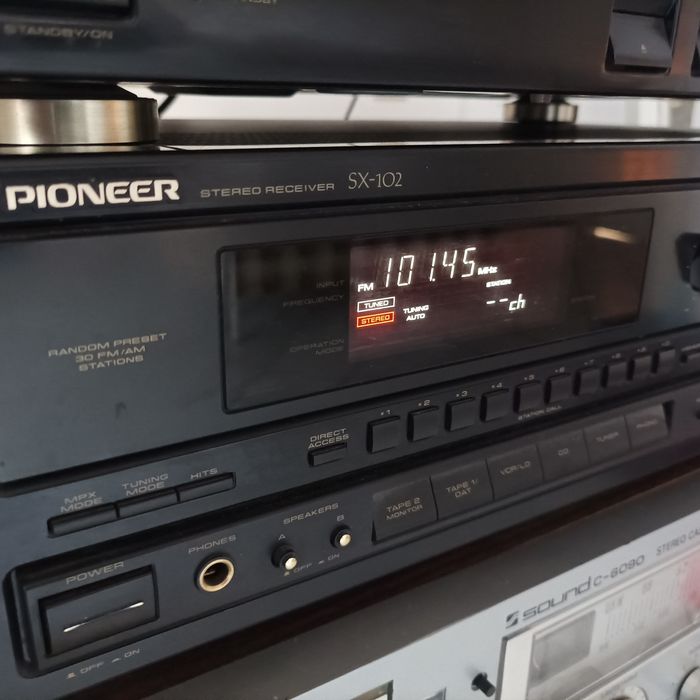 STANDBY/ON
PIONEER STEREO RECEIVER SX-102
INPUT
FREQUENCY
OPERATION
MODE
FM 101.45 MHz
STATION
TUNED
STEREO
TUNING
AUTO
--ch
RANDOM PRESET
30 FM/AM
STATIONS
DIRECT
ACCESS
•1 •2 •3 •4 •5 •6 •7
STATION CALL
MPX
MODE
TUNING
MODE
HITS
TAPE 2
MONITOR
TAPE 1/
DAT
VCR/LD
CD
TUNER
PHONO
SPEAKERS
A B
OFF ON
PHONES
POWER
OFF ON
sound C-6090 STEREO